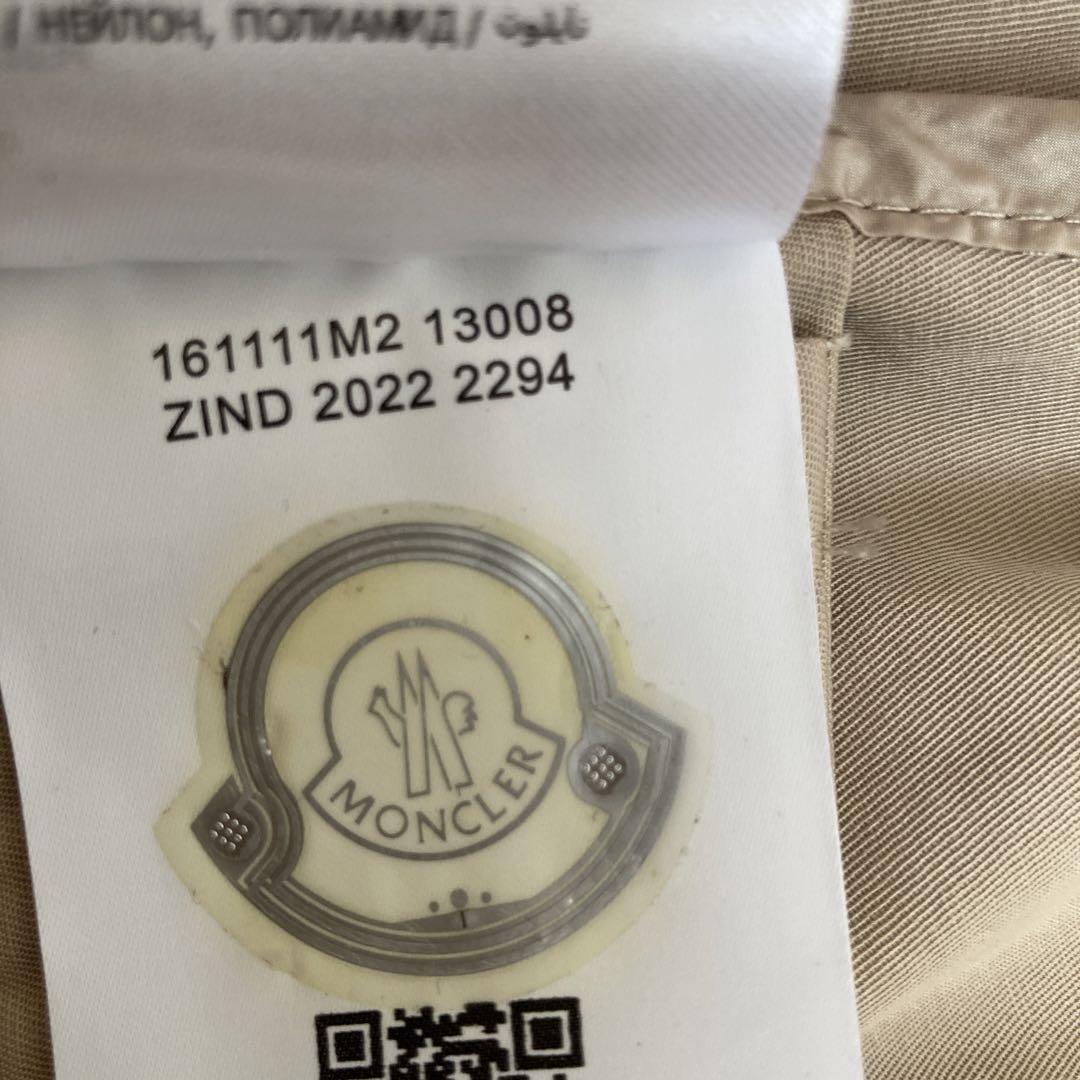 / НЕЙЛОН, ПОЛИАМИД / نايلون
161111M2 13008
ZIND 2022 2294
MONCLER